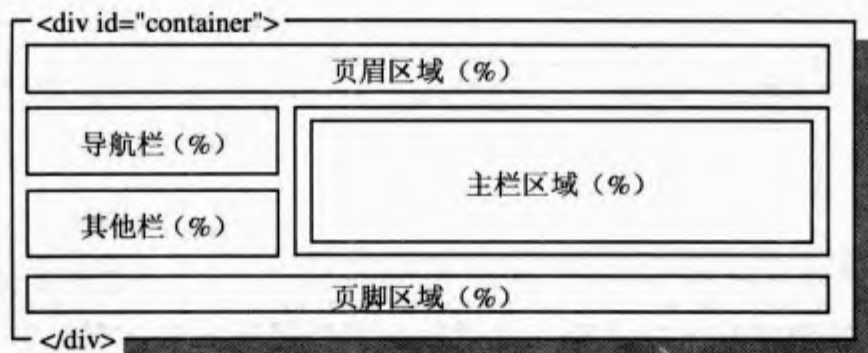 <div id="container">
页眉区域（%）
导航栏（%）
主栏区域（%）
其他栏（%）
页脚区域（%）
</div>